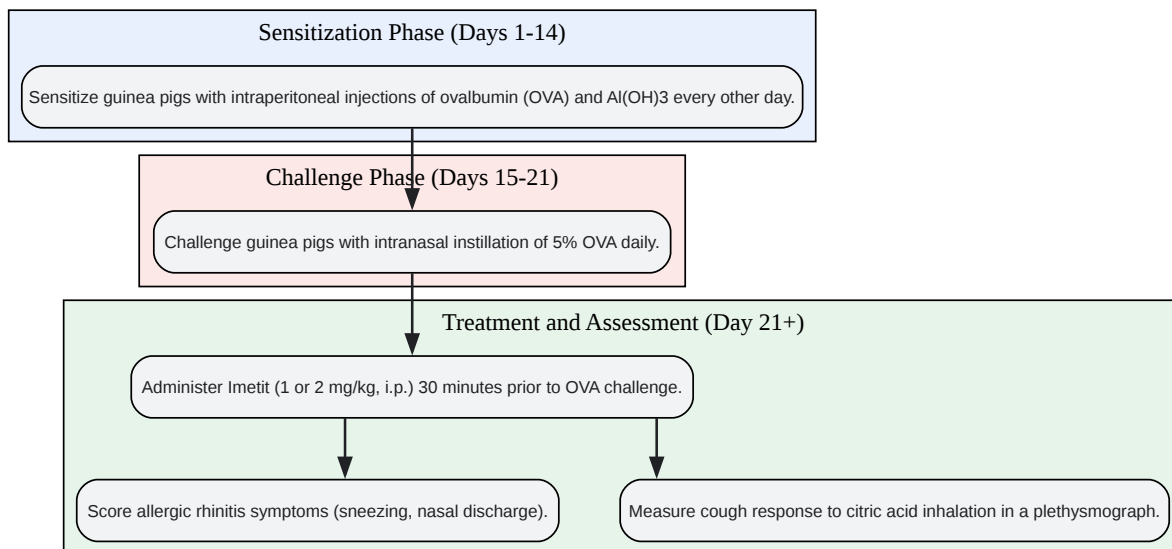 Sensitization Phase (Days 1-14)
Sensitize guinea pigs with intraperitoneal injections of ovalbumin (OVA) and Al(OH)3 every other day.
Challenge Phase (Days 15-21)
Challenge guinea pigs with intranasal instillation of 5% OVA daily.
Treatment and Assessment (Day 21+)
Administer Imetit (1 or 2 mg/kg, i.p.) 30 minutes prior to OVA challenge.
Score allergic rhinitis symptoms (sneezing, nasal discharge).
Measure cough response to citric acid inhalation in a plethysmograph.